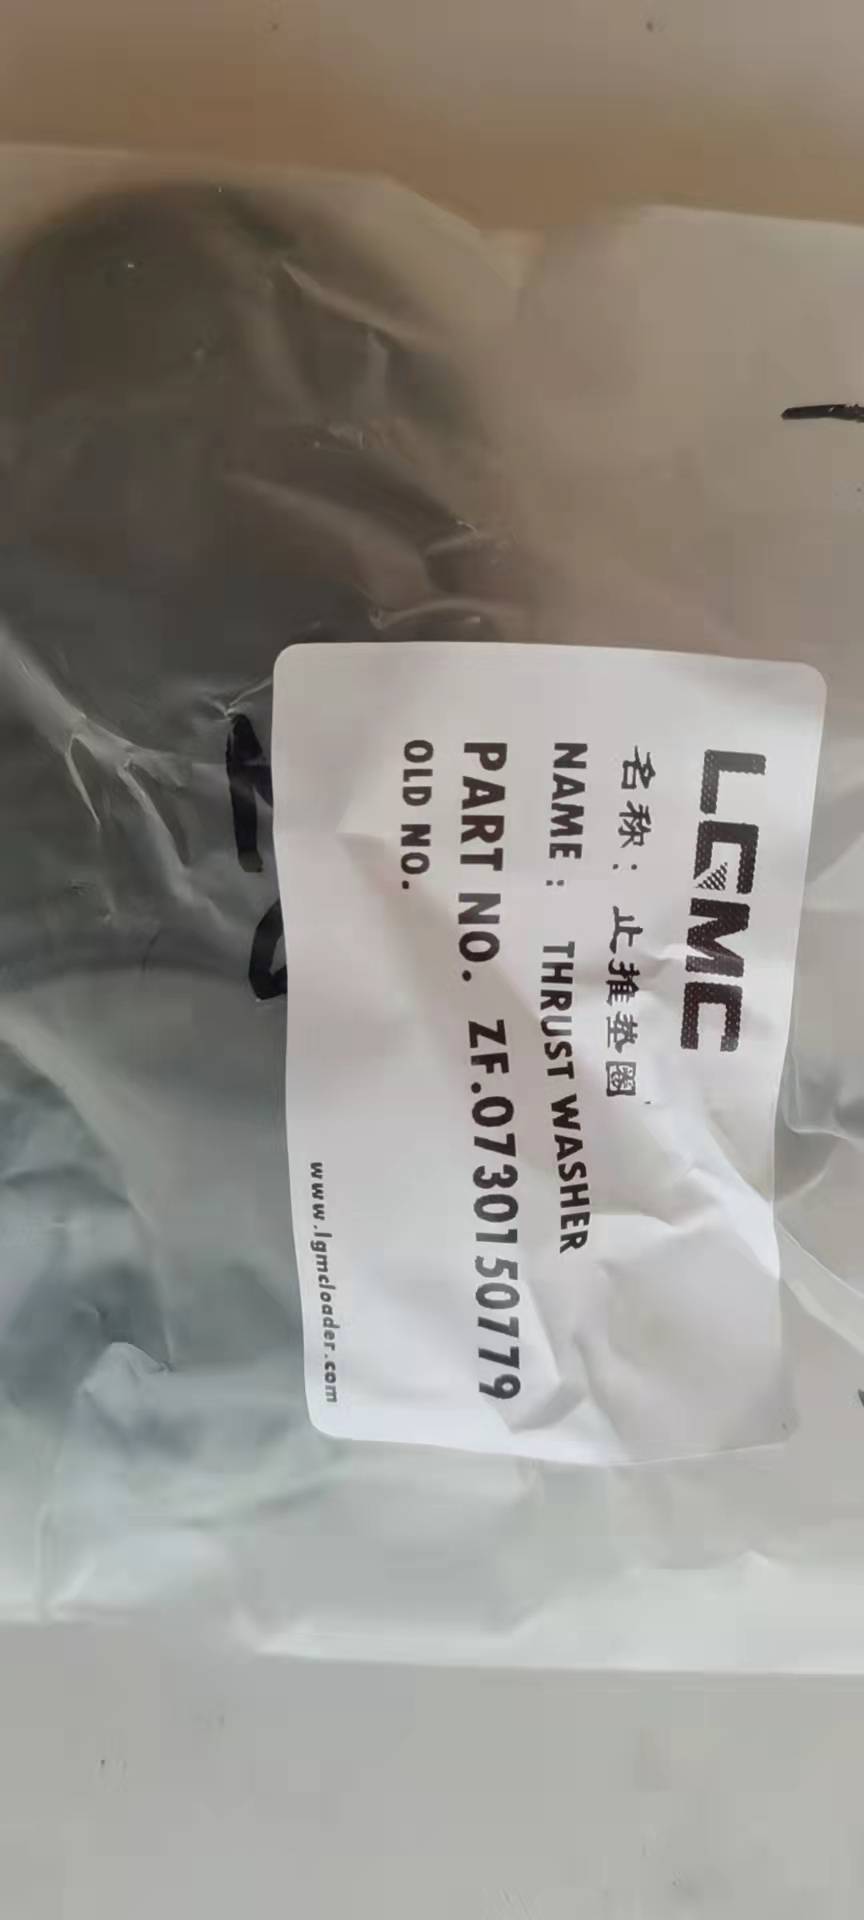 LGMC
名称: 止推垫圈
NAME: THRUST WASHER
PART NO. ZF.0730150779
OLD NO.
www.lgmcloader.com